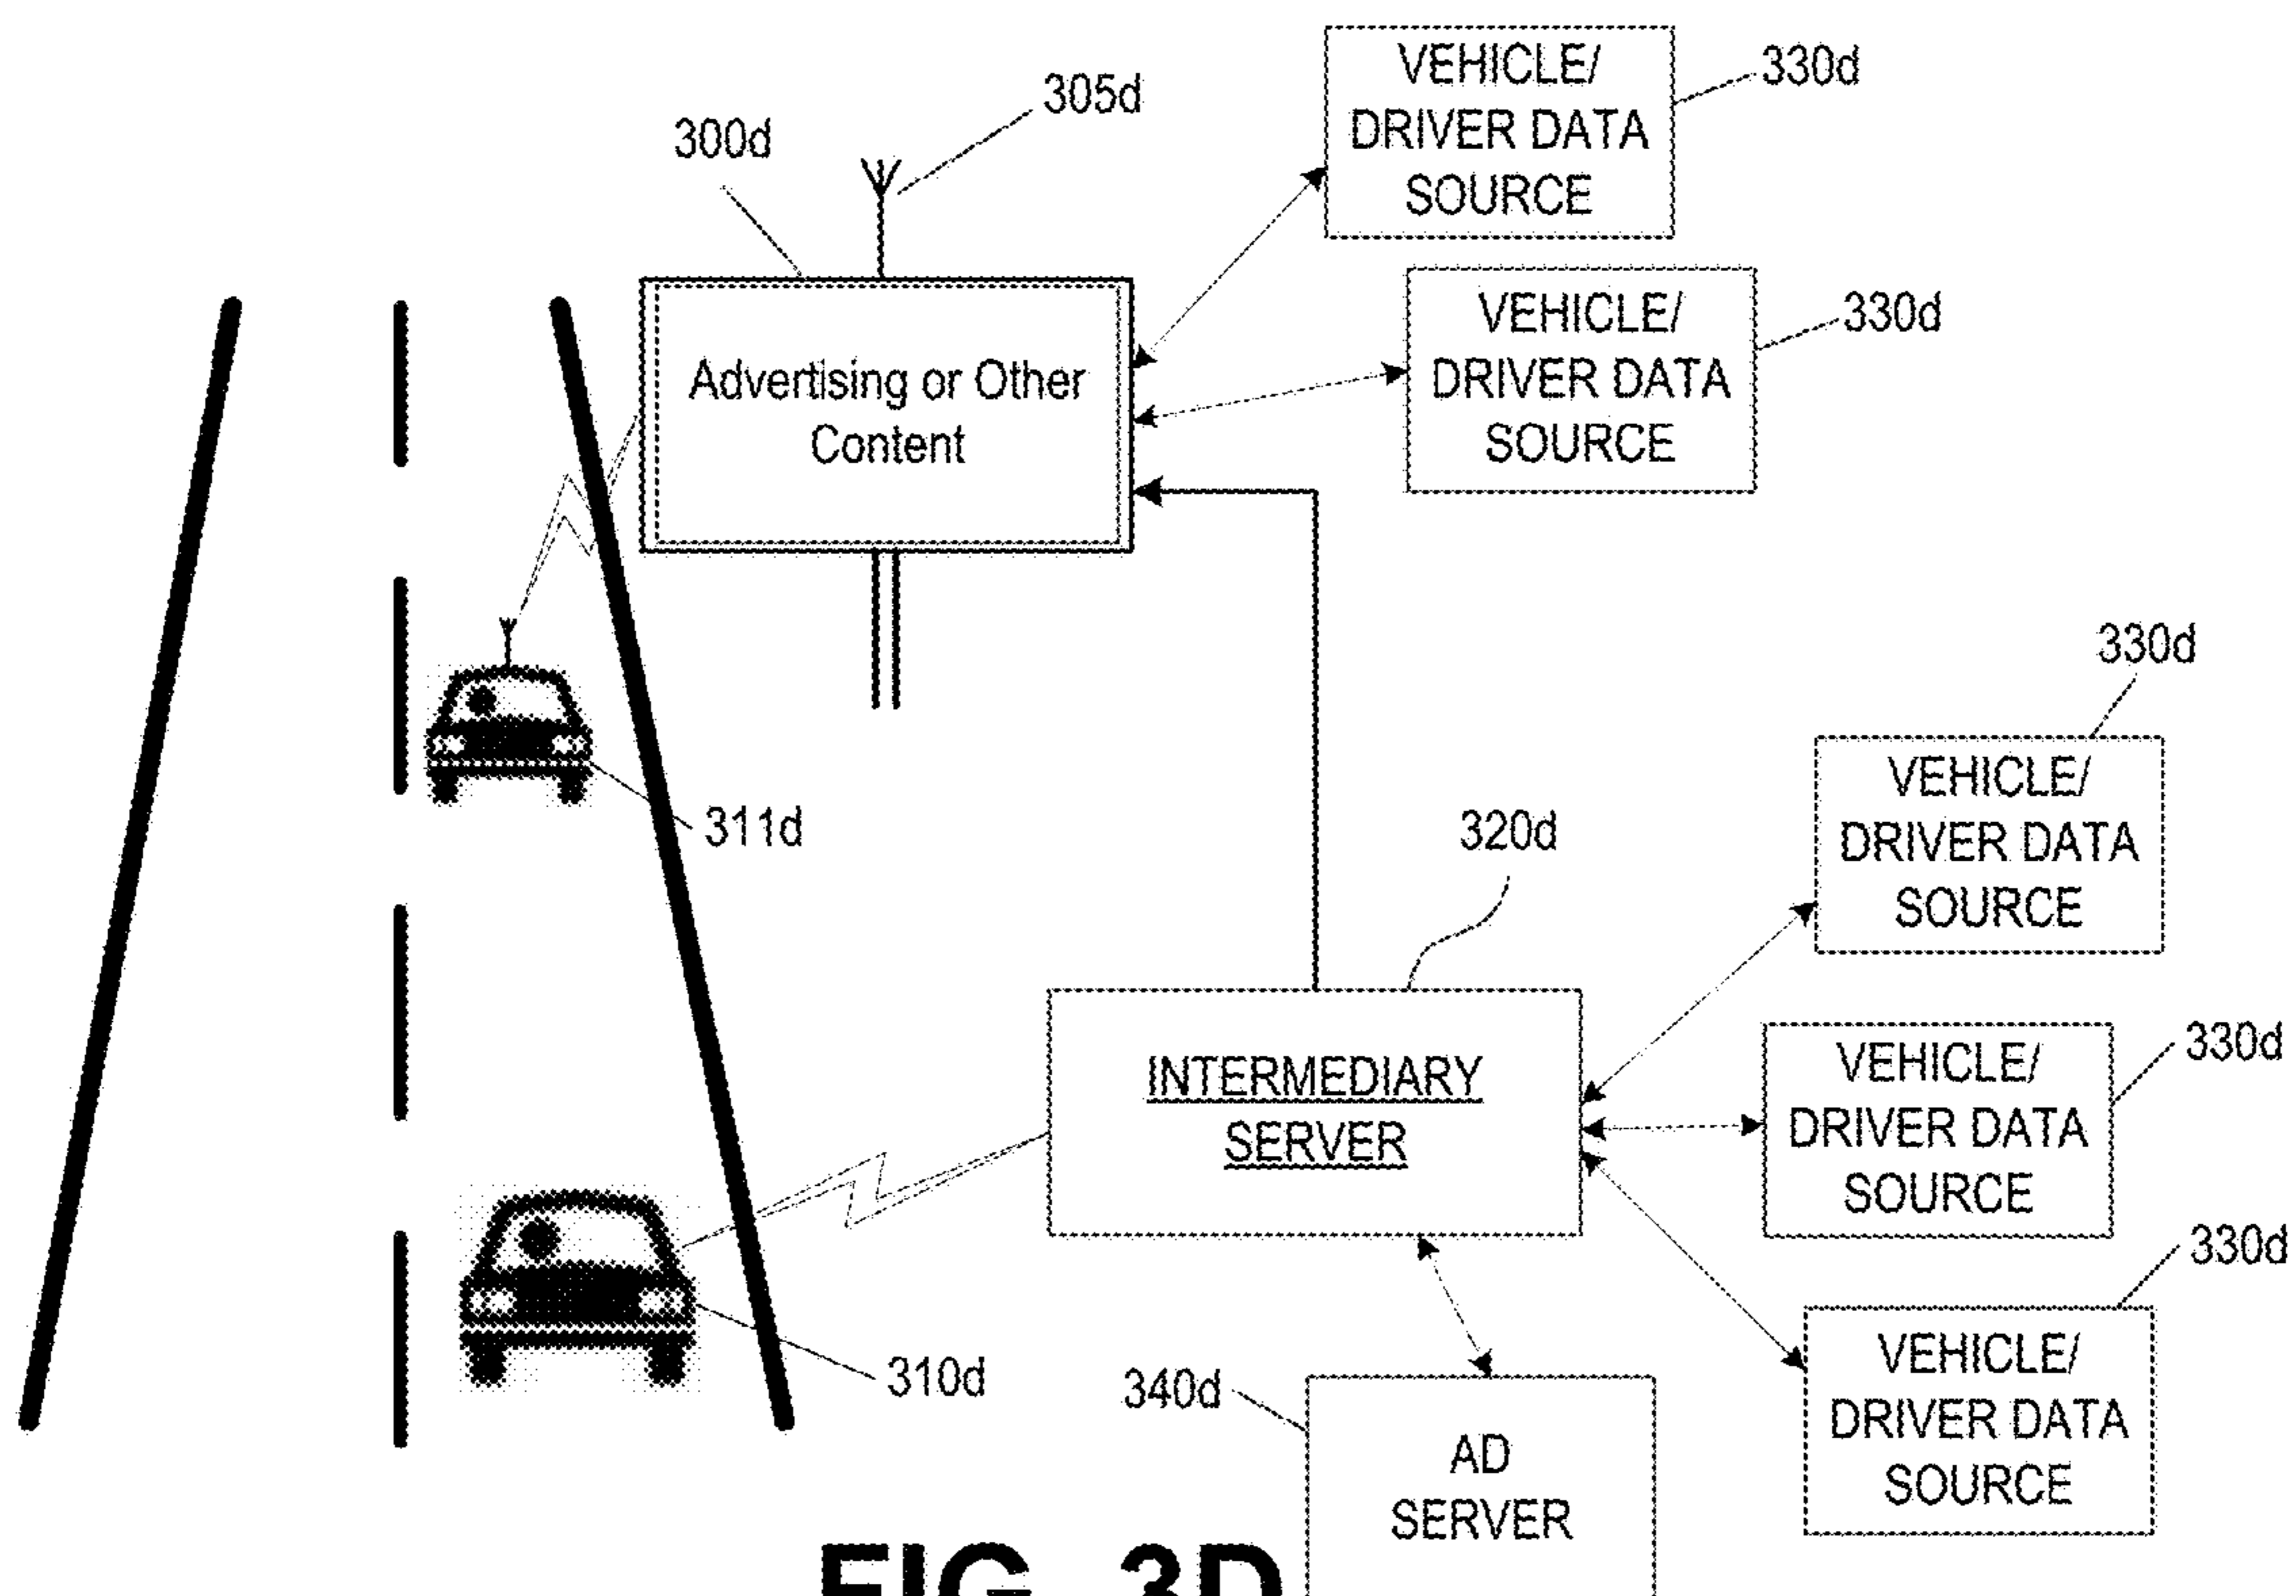 305d
330d
300d
VEHICLE/
DRIVER DATA
SOURCE
VEHICLE/
DRIVER DATA
SOURCE
330d
Advertising or Other
Content
330d
311d
320d
VEHICLE/
DRIVER DATA
SOURCE
INTERMEDIARY
SERVER
330d
VEHICLE/
DRIVER DATA
SOURCE
330d
310d
340d
VEHICLE/
DRIVER DATA
SOURCE
AD
SERVER
FIG. 3D